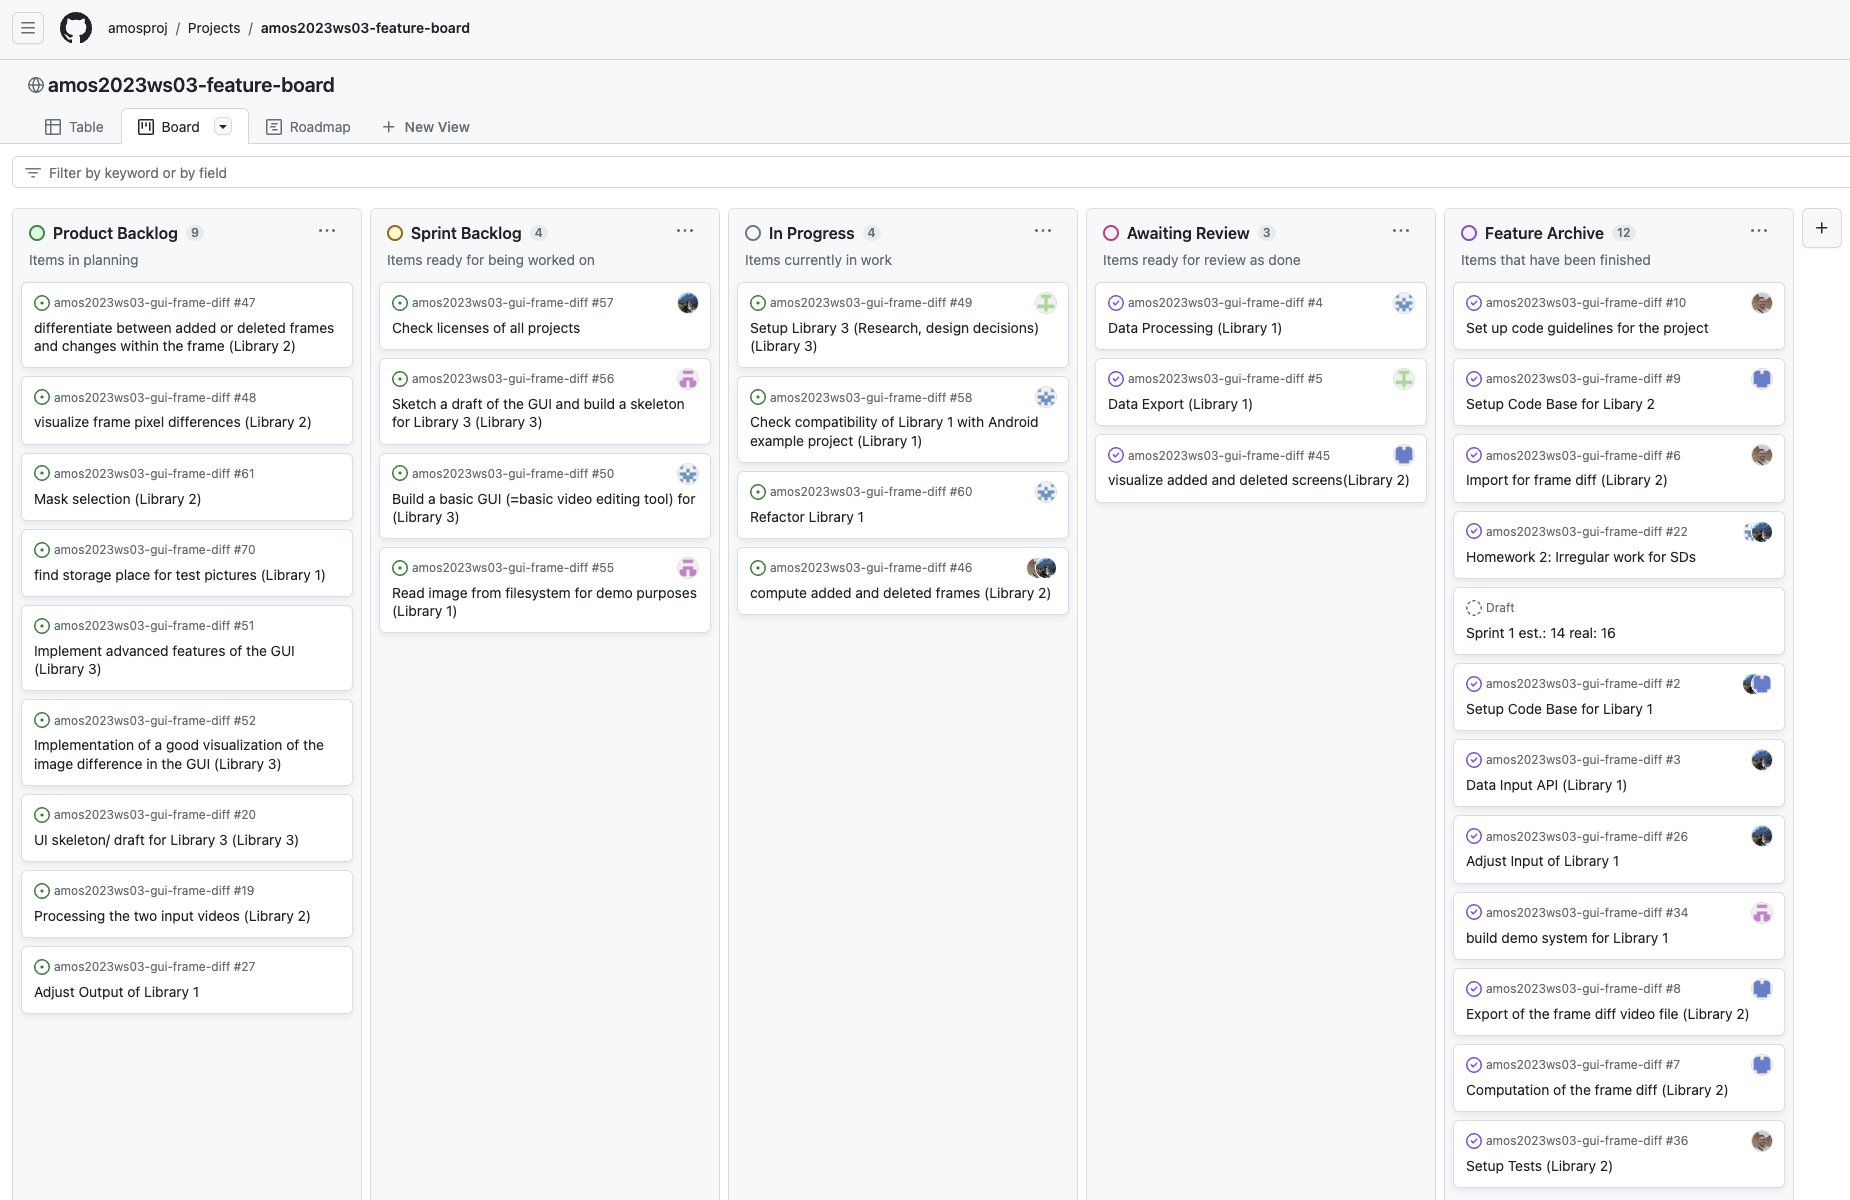 amosproj / Projects / amos2023ws03-feature-board
amos2023ws03-feature-board
Table
Board
Roadmap
New View
Filter by keyword or by field
Product Backlog 9
Items in planning
amos2023ws03-gui-frame-diff #47
differentiate between added or deleted frames
and changes within the frame (Library 2)
amos2023ws03-gui-frame-diff #48
visualize frame pixel differences (Library 2)
amos2023ws03-gui-frame-diff #61
Mask selection (Library 2)
amos2023ws03-gui-frame-diff #70
find storage place for test pictures (Library 1)
amos2023ws03-gui-frame-diff #51
Implement advanced features of the GUI
(Library 3)
amos2023ws03-gui-frame-diff #52
Implementation of a good visualization of the
image difference in the GUI (Library 3)
amos2023ws03-gui-frame-diff #20
UI skeleton/ draft for Library 3 (Library 3)
amos2023ws03-gui-frame-diff #19
Processing the two input videos (Library 2)
amos2023ws03-gui-frame-diff #27
Adjust Output of Library 1
Sprint Backlog 4
Items ready for being worked on
amos2023ws03-gui-frame-diff #57
Check licenses of all projects
amos2023ws03-gui-frame-diff #56
Sketch a draft of the GUI and build a skeleton
for Library 3 (Library 3)
amos2023ws03-gui-frame-diff #50
Build a basic GUI (=basic video editing tool) for
(Library 3)
amos2023ws03-gui-frame-diff #55
Read image from filesystem for demo purposes
(Library 1)
In Progress 4
Items currently in work
amos2023ws03-gui-frame-diff #49
Setup Library 3 (Research, design decisions)
(Library 3)
amos2023ws03-gui-frame-diff #58
Check compatibility of Library 1 with Android
example project (Library 1)
amos2023ws03-gui-frame-diff #60
Refactor Library 1
amos2023ws03-gui-frame-diff #46
compute added and deleted frames (Library 2)
Awaiting Review 3
Items ready for review as done
amos2023ws03-gui-frame-diff #4
Data Processing (Library 1)
amos2023ws03-gui-frame-diff #5
Data Export (Library 1)
amos2023ws03-gui-frame-diff #45
visualize added and deleted screens(Library 2)
Feature Archive 12
Items that have been finished
amos2023ws03-gui-frame-diff #10
Set up code guidelines for the project
amos2023ws03-gui-frame-diff #9
Setup Code Base for Libary 2
amos2023ws03-gui-frame-diff #6
Import for frame diff (Library 2)
amos2023ws03-gui-frame-diff #22
Homework 2: Irregular work for SDs
Draft
Sprint 1 est.: 14 real: 16
amos2023ws03-gui-frame-diff #2
Setup Code Base for Libary 1
amos2023ws03-gui-frame-diff #3
Data Input API (Library 1)
amos2023ws03-gui-frame-diff #26
Adjust Input of Library 1
amos2023ws03-gui-frame-diff #34
build demo system for Library 1
amos2023ws03-gui-frame-diff #8
Export of the frame diff video file (Library 2)
amos2023ws03-gui-frame-diff #7
Computation of the frame diff (Library 2)
amos2023ws03-gui-frame-diff #36
Setup Tests (Library 2)